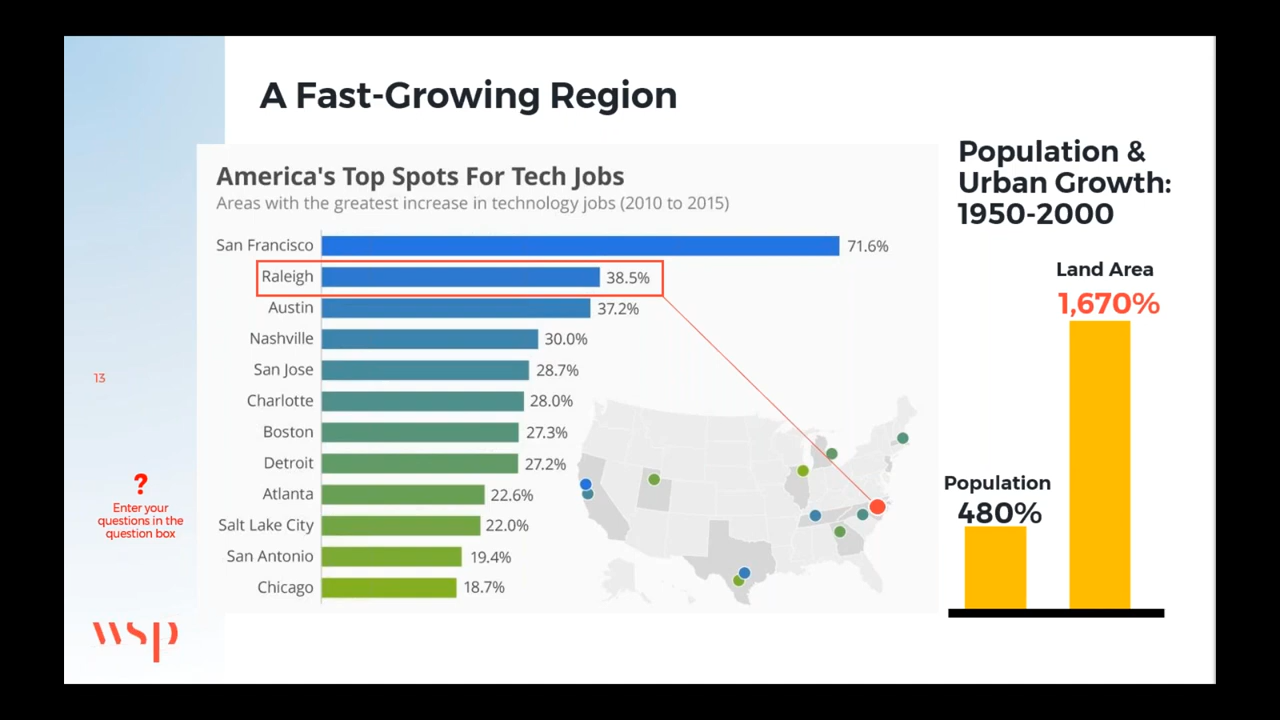 A Fast-Growing Region
America's Top Spots For Tech Jobs
Areas with the greatest increase in technology jobs (2010 to 2015)
San Francisco 71.6%
Raleigh 38.5%
Austin 37.2%
Nashville 30.0%
San Jose 28.7%
Charlotte 28.0%
Boston 27.3%
Detroit 27.2%
Atlanta 22.6%
Salt Lake City 22.0%
San Antonio 19.4%
Chicago 18.7%
Population &
Urban Growth:
1950-2000
Land Area
1,670%
Population
480%
13
?
Enter your
questions in the
question box
wsp